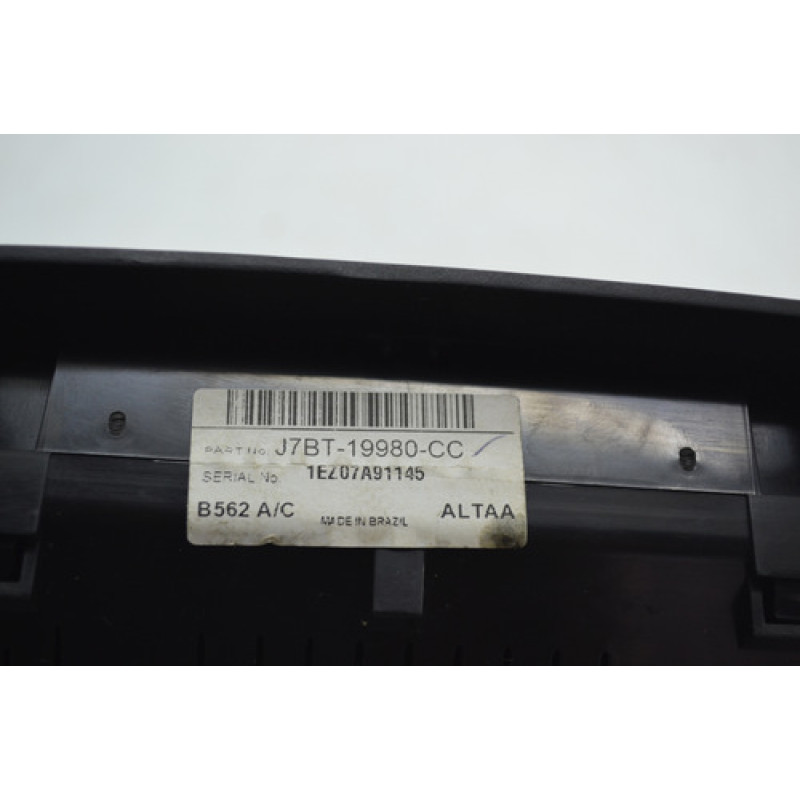 PART No. J7BT-19980-CC
SERIAL No. 1EZ07A91145
B562 A/C MADE IN BRAZIL ALTAA